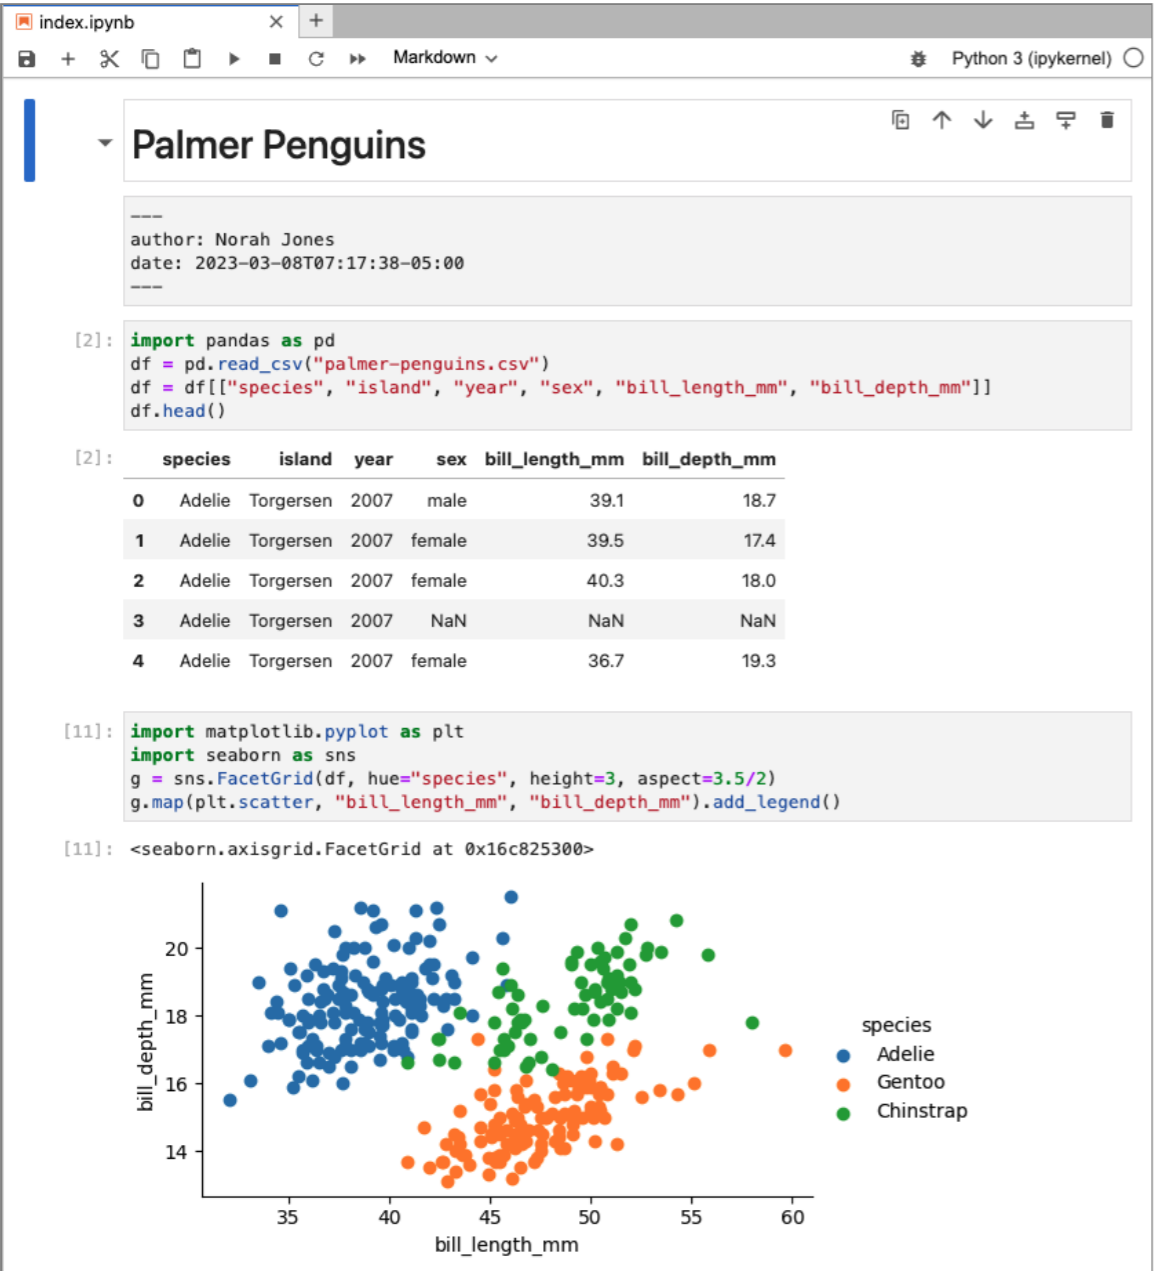 index.ipynb
Markdown
Python 3 (ipykernel)
Palmer Penguins
---
author: Norah Jones
date: 2023-03-08T07:17:38-05:00
---
[2]:
import pandas as pd
df = pd.read_csv("palmer-penguins.csv")
df = df[["species", "island", "year", "sex", "bill_length_mm", "bill_depth_mm"]]
df.head()
[2]:
species island year sex bill_length_mm bill_depth_mm
0 Adelie Torgersen 2007 male 39.1 18.7
1 Adelie Torgersen 2007 female 39.5 17.4
2 Adelie Torgersen 2007 female 40.3 18.0
3 Adelie Torgersen 2007 NaN NaN NaN
4 Adelie Torgersen 2007 female 36.7 19.3
[11]:
import matplotlib.pyplot as plt
import seaborn as sns
g = sns.FacetGrid(df, hue="species", height=3, aspect=3.5/2)
g.map(plt.scatter, "bill_length_mm", "bill_depth_mm").add_legend()
[11]:
<seaborn.axisgrid.FacetGrid at 0x16c825300>
bill_depth_mm
20
18
16
14
35 40 45 50 55 60
bill_length_mm
species
Adelie
Gentoo
Chinstrap